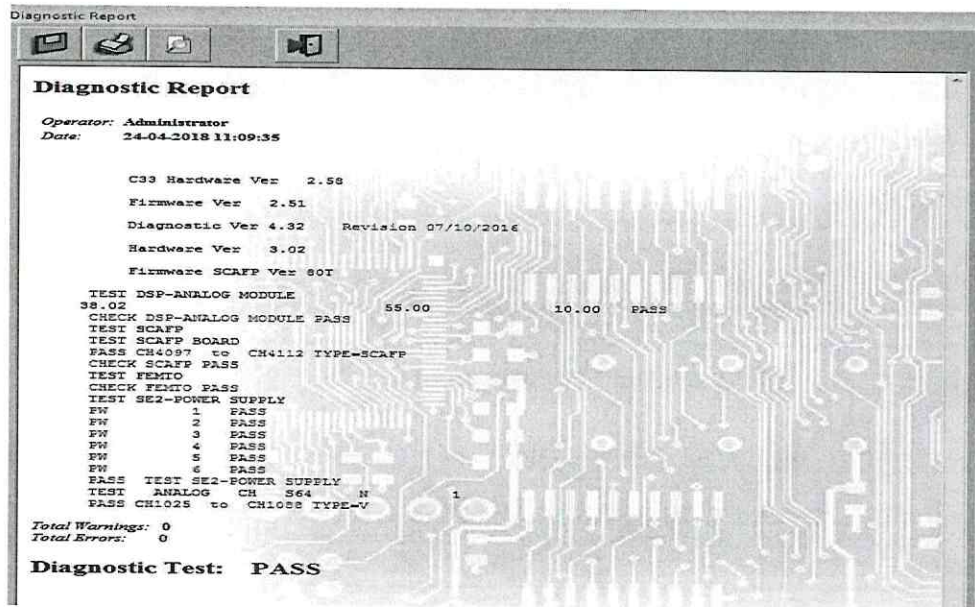 Diagnostic Report
Diagnostic Report
Operator: Administrator
Date: 24-04-2018 11:09:35
C33 Hardware Ver 2.58
Firmware Ver 2.51
Diagnostic Ver 4.32 Revision 07/10/2016
Hardware Ver 3.02
Firmware SCAFP Ver 80T
TEST DSP-ANALOG MODULE
38.02 55.00 10.00 PASS
CHECK DSP-ANALOG MODULE PASS
TEST SCAFP
TEST SCAFP BOARD
PASS CH4097 to CH4112 TYPE-SCAFP
CHECK SCAFP PASS
TEST FEMTO
CHECK FEMTO PASS
TEST SE2-POWER SUPPLY
PW 1 PASS
PW 2 PASS
PW 3 PASS
PW 4 PASS
PW 5 PASS
PW 6 PASS
PASS TEST SE2-POWER SUPPLY
TEST ANALOG CH S64 N 1
PASS CH1025 to CH1088 TYPE-V
Total Warnings: 0
Total Errors: 0
Diagnostic Test: PASS